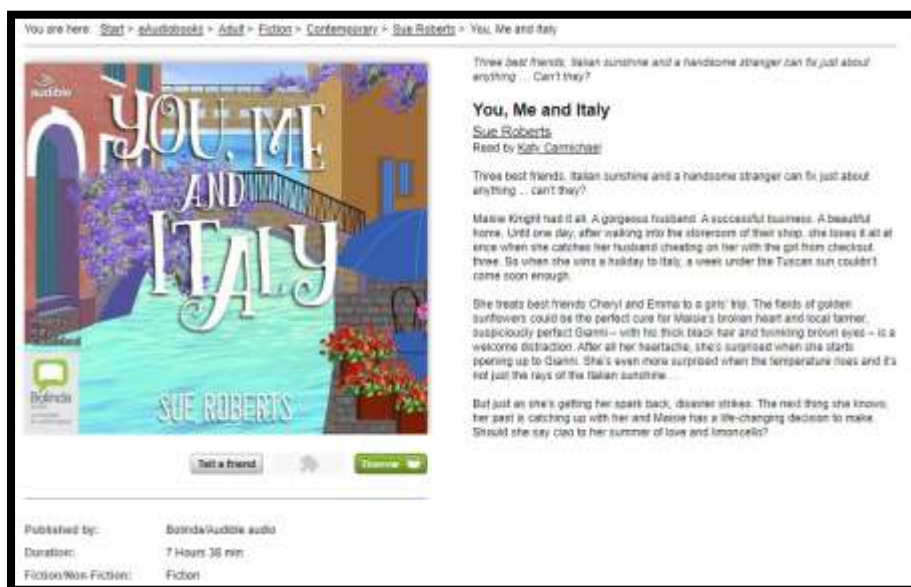 You are here: Start > eAudiobooks > Adult > Fiction > Contemporary > Sue Roberts > You, Me and Italy
Three best friends, Italian sunshine and a handsome stranger can fix just about
anything ... Can't they?
audible
YOU, ME
AND
ITALY
SUE ROBERTS
Bolinda
You, Me and Italy
Sue Roberts
Read by Katy Carmichael
Three best friends, Italian sunshine and a handsome stranger can fix just about
anything ... can't they?
Maisie Knight had it all. A gorgeous husband. A successful business. A beautiful
home. Until one day, after walking into the storeroom of their shop, she loses it all at
once when she catches her husband cheating on her with the girl from checkout
three. So when she wins a holiday to Italy, a week under the Tuscan sun couldn't
come soon enough.
She treats best friends Cheryl and Emma to a girls' trip. The fields of golden
sunflowers could be the perfect cure for Maisie's broken heart and local farmer,
suspiciously perfect Gianni – with his thick black hair and twinkling brown eyes – is a
welcome distraction. After all her heartache, she's surprised when she starts
opening up to Gianni. She's even more surprised when the temperature rises and it's
not just the rays of the Italian sunshine ...
But just as one's getting her spark back, disaster strikes. The next thing she knows,
her past is catching up with her and Maisie has a life-changing decision to make.
Should she say ciao to her summer of love and limoncello?
Tell a friend
Published by: Bolinda/Audible audio
Duration: 7 Hours 38 min
Fiction/Non-Fiction: Fiction